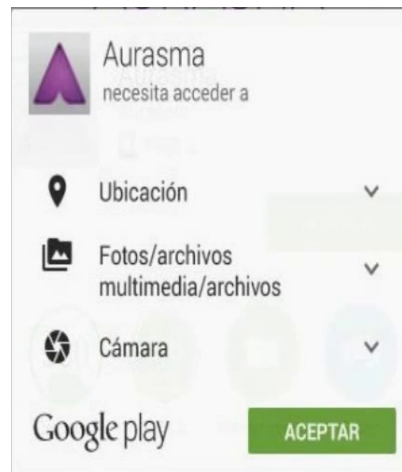 Aurasma
necesita acceder a
Ubicación
Fotos/archivos
multimedia/archivos
Cámara
Google play
ACEPTAR